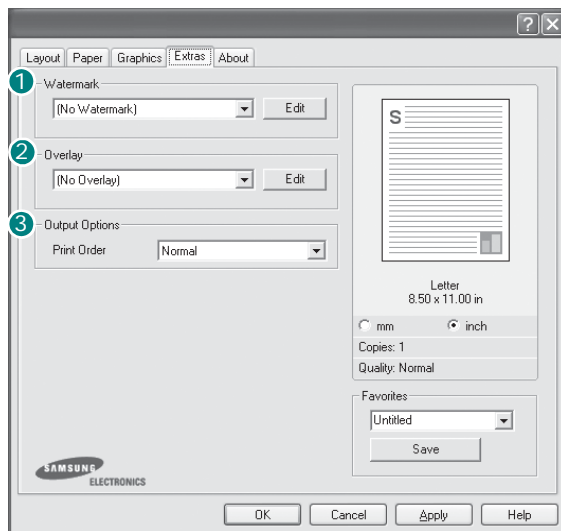 ? X
Layout Paper Graphics Extras About
1 Watermark
(No Watermark) Edit
2 Overlay
(No Overlay) Edit
3 Output Options
Print Order Normal
S
Letter
8.50 x 11.00 in
mm inch
Copies: 1
Quality: Normal
Favorites
Untitled
Save
SAMSUNG
ELECTRONICS
OK Cancel Apply Help